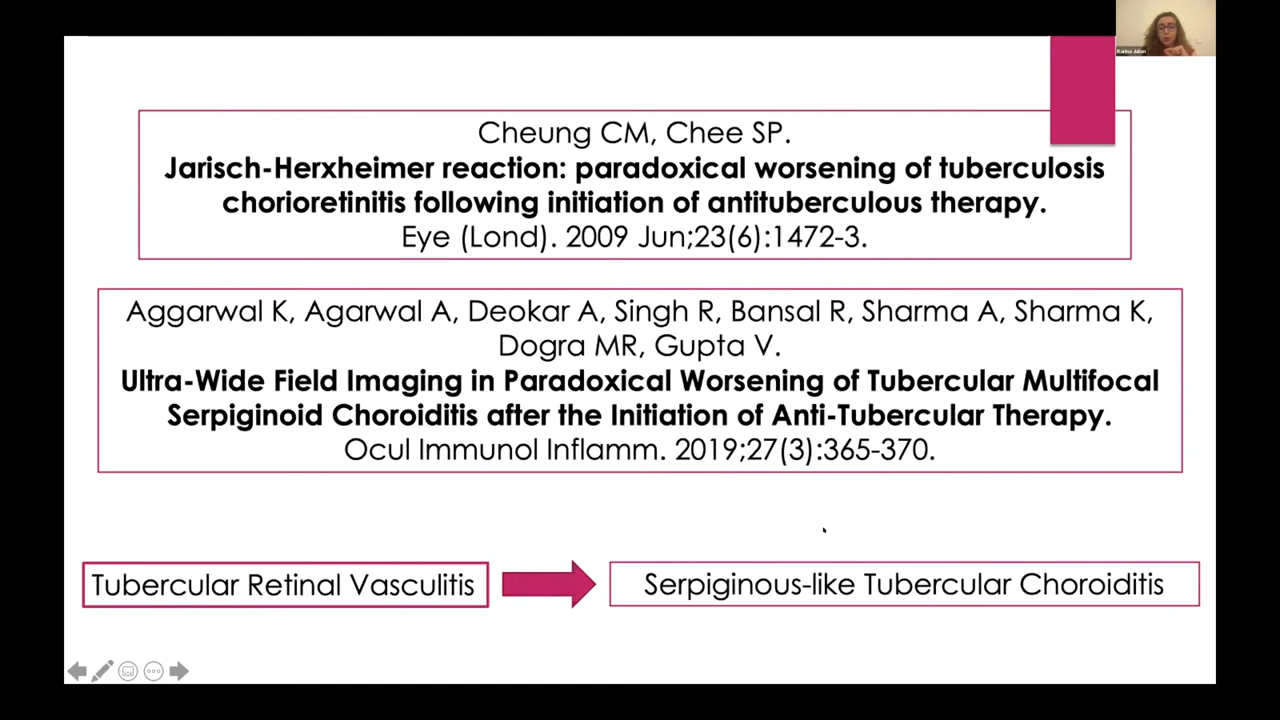 Karina Julian
Cheung CM, Chee SP.
Jarisch-Herxheimer reaction: paradoxical worsening of tuberculosis
chorioretinitis following initiation of antituberculous therapy.
Eye (Lond). 2009 Jun;23(6):1472-3.
Aggarwal K, Agarwal A, Deokar A, Singh R, Bansal R, Sharma A, Sharma K,
Dogra MR, Gupta V.
Ultra-Wide Field Imaging in Paradoxical Worsening of Tubercular Multifocal
Serpiginoid Choroiditis after the Initiation of Anti-Tubercular Therapy.
Ocul Immunol Inflamm. 2019;27(3):365-370.
Tubercular Retinal Vasculitis
Serpiginous-like Tubercular Choroiditis